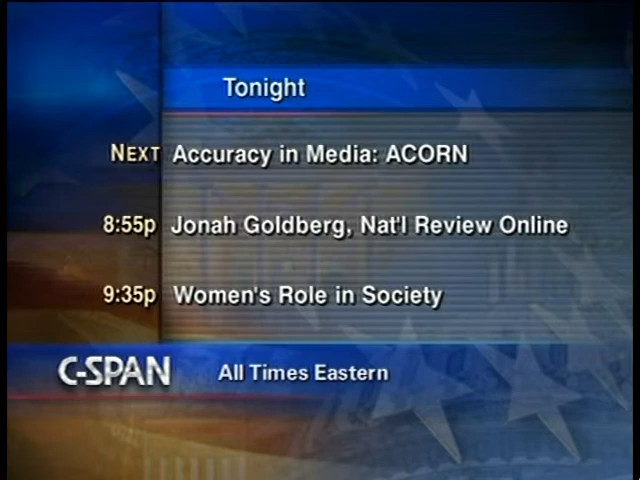 Tonight
NEXT Accuracy in Media: ACORN
8:55p Jonah Goldberg, Nat'l Review Online
9:35p Women's Role in Society
C-SPAN All Times Eastern